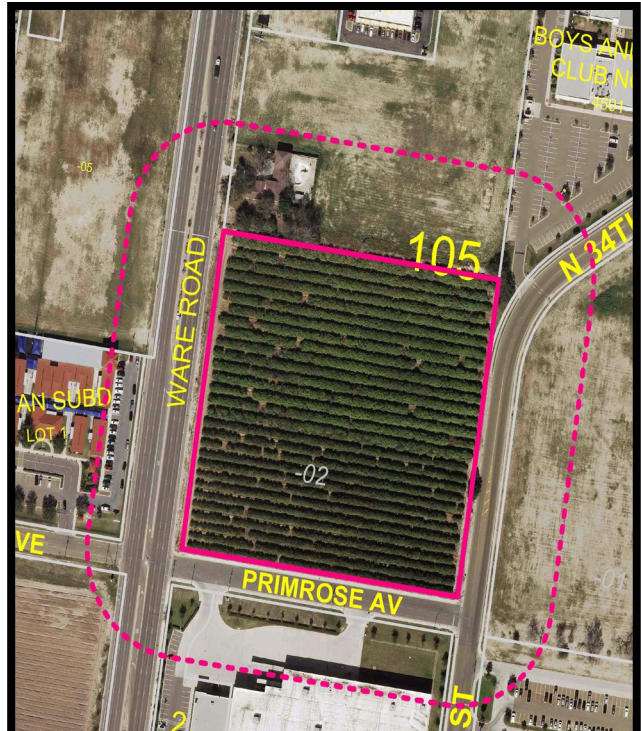 BOYS AND
CLUB NO
4501
-05
105
N 34TH
WARE ROAD
AN SUBD
LOT 1
-02
VE
PRIMROSE AV
-01
2
ST